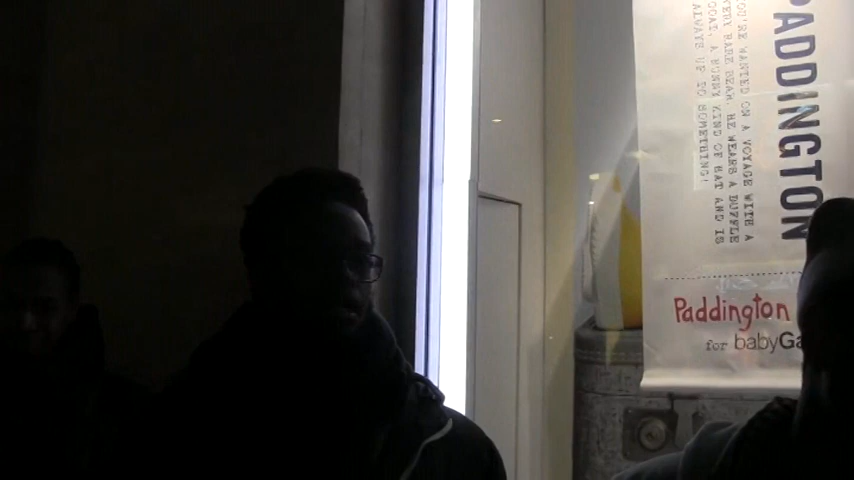 PADDINGTON
YOU'RE WANTED ON A VOYAGE WITH A
VERY RARE BEAR. HE WEARS A DUFFLE
COAT, A FUNNY KIND OF HAT AND IS
ALWAYS UP TO SOMETHING!
Paddington
for babyGa